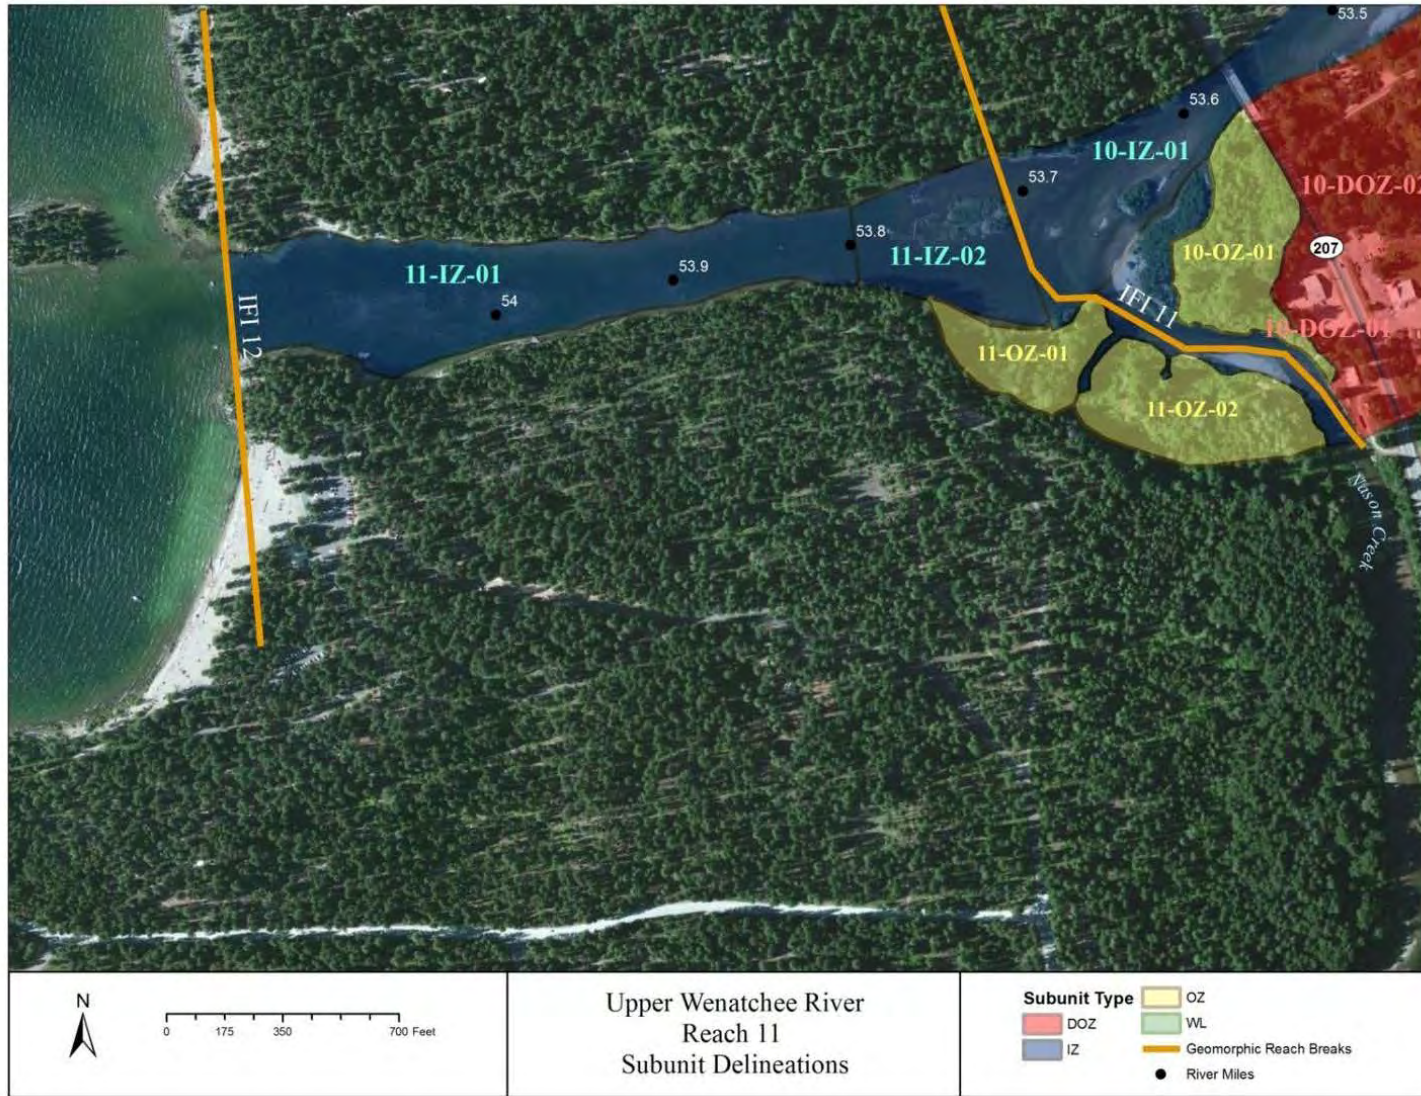 53.5
53.6
10-IZ-01
53.7
10-DOZ-02
53.8
11-IZ-02
10-OZ-01
207
11-IZ-01
53.9
54
IFI 12
IFI 11
10-DOZ-01
11-OZ-01
11-OZ-02
Nason Creek
N
0 175 350 700 Feet
Upper Wenatchee River
Reach 11
Subunit Delineations
Subunit Type
DOZ
IZ
OZ
WL
Geomorphic Reach Breaks
River Miles